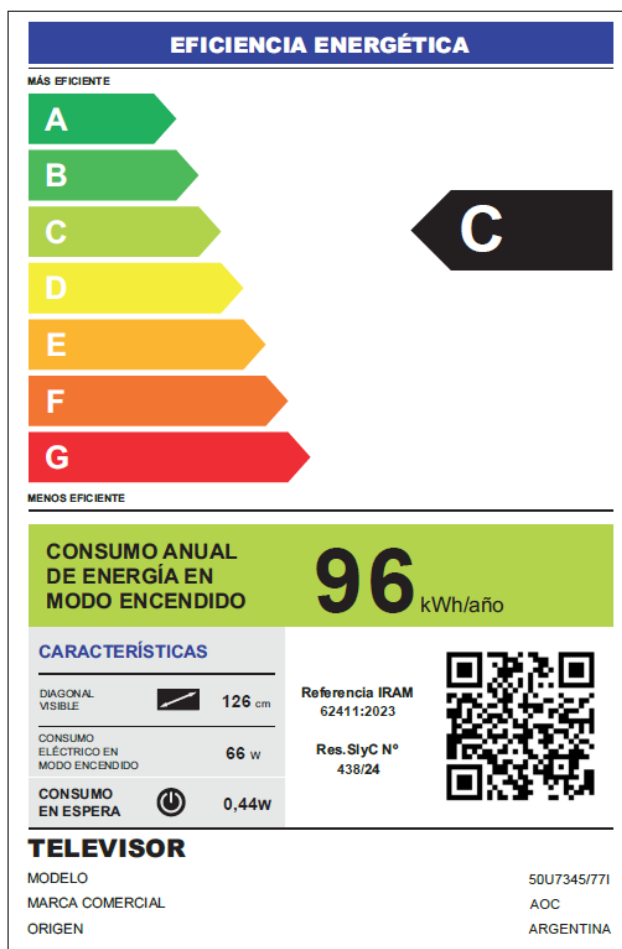 EFICIENCIA ENERGÉTICA
MÁS EFICIENTE
A
B
C
C
D
E
F
G
MENOS EFICIENTE
CONSUMO ANUAL
DE ENERGÍA EN
MODO ENCENDIDO
96 kWh/año
CARACTERÍSTICAS
DIAGONAL
VISIBLE
126 cm
CONSUMO
ELÉCTRICO EN
MODO ENCENDIDO
66 w
CONSUMO
EN ESPERA
0,44w
Referencia IRAM
62411:2023
Res.SIyC Nº
438/24
TELEVISOR
MODELO 50U7345/77I
MARCA COMERCIAL AOC
ORIGEN ARGENTINA